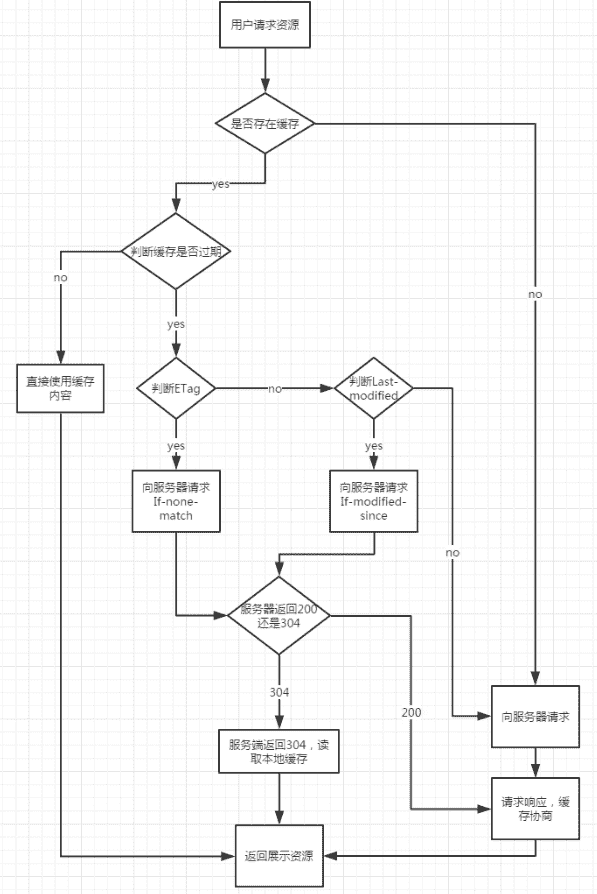 用户请求资源
是否存在缓存
yes
判断缓存是否过期
no
no
yes
直接使用缓存
内容
判断ETag
no
判断Last-
modified
yes
yes
向服务器请求
If-none-
match
向服务器请求
If-modified-
since
no
服务器返回200
还是304
304
200
向服务器请求
服务端返回304，读
取本地缓存
请求响应，缓
存协商
返回展示资源